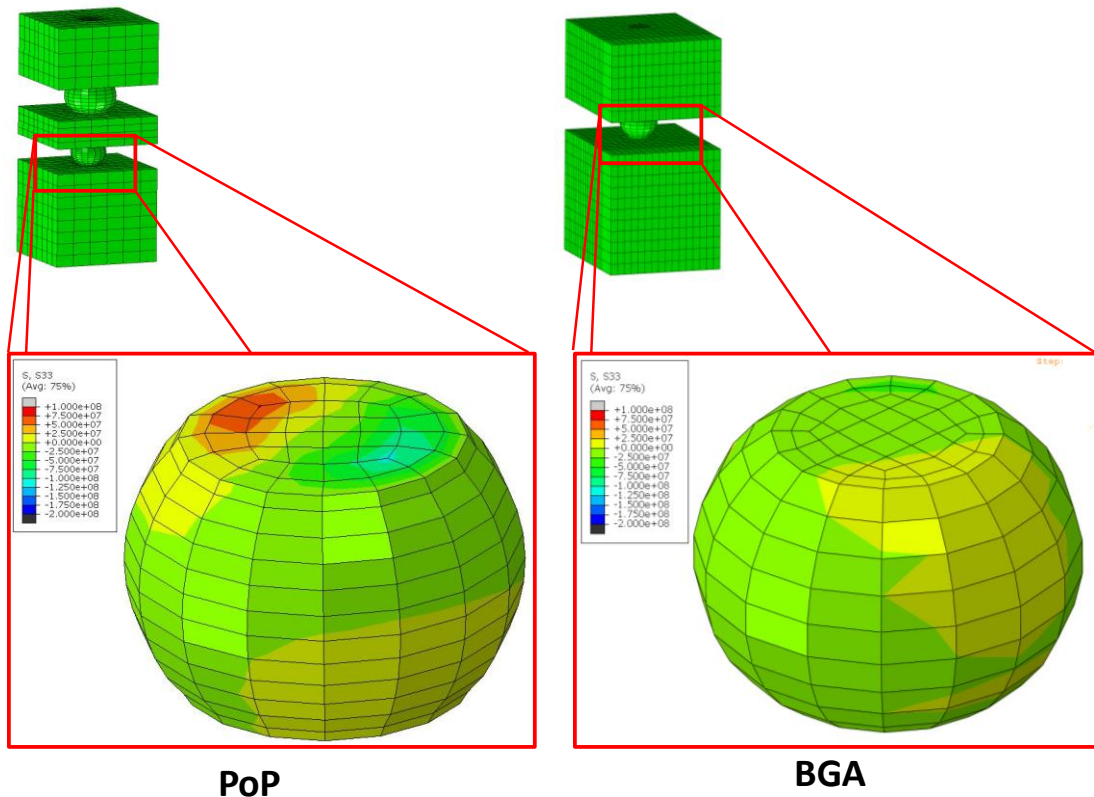 S, S33
(Avg: 75%)
+1.000e+08
+7.500e+07
+5.000e+07
+2.500e+07
+0.000e+00
-2.500e+07
-5.000e+07
-7.500e+07
-1.000e+08
-1.250e+08
-1.500e+08
-1.750e+08
-2.000e+08
PoP
Step:
S, S33
(Avg: 75%)
+1.000e+08
+7.500e+07
+5.000e+07
+2.500e+07
+0.000e+00
-2.500e+07
-5.000e+07
-7.500e+07
-1.000e+08
-1.250e+08
-1.500e+08
-1.750e+08
-2.000e+08
BGA